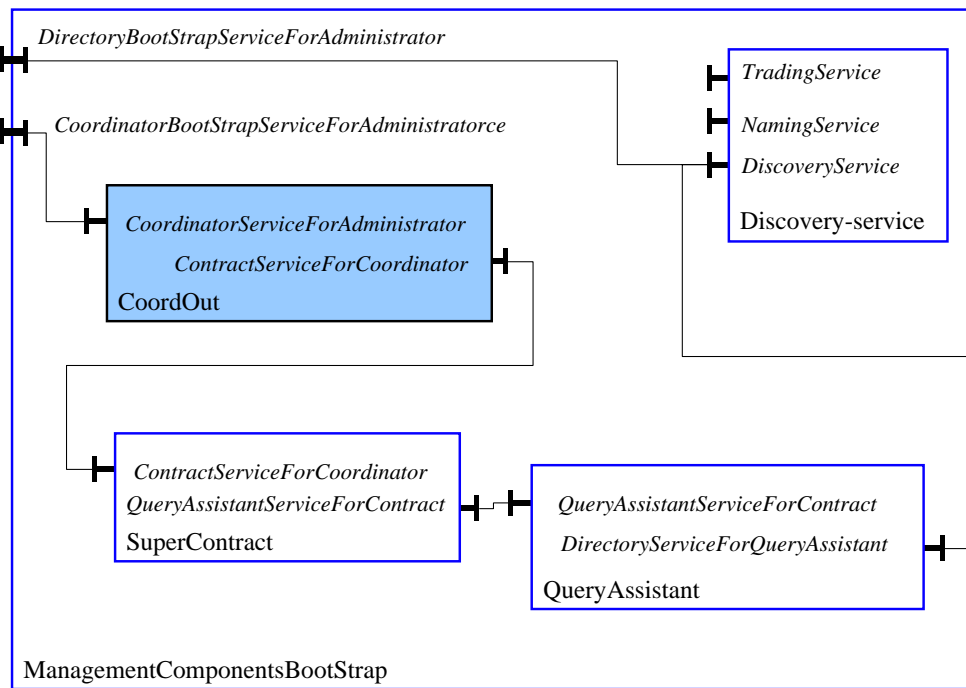 DirectoryBootStrapServiceForAdministrator
TradingService
CoordinatorBootStrapServiceForAdministratorce
NamingService
DiscoveryService
Discovery-service
CoordinatorServiceForAdministrator
ContractServiceForCoordinator
CoordOut
ContractServiceForCoordinator
QueryAssistantServiceForContract
SuperContract
QueryAssistantServiceForContract
DirectoryServiceForQueryAssistant
QueryAssistant
ManagementComponentsBootStrap